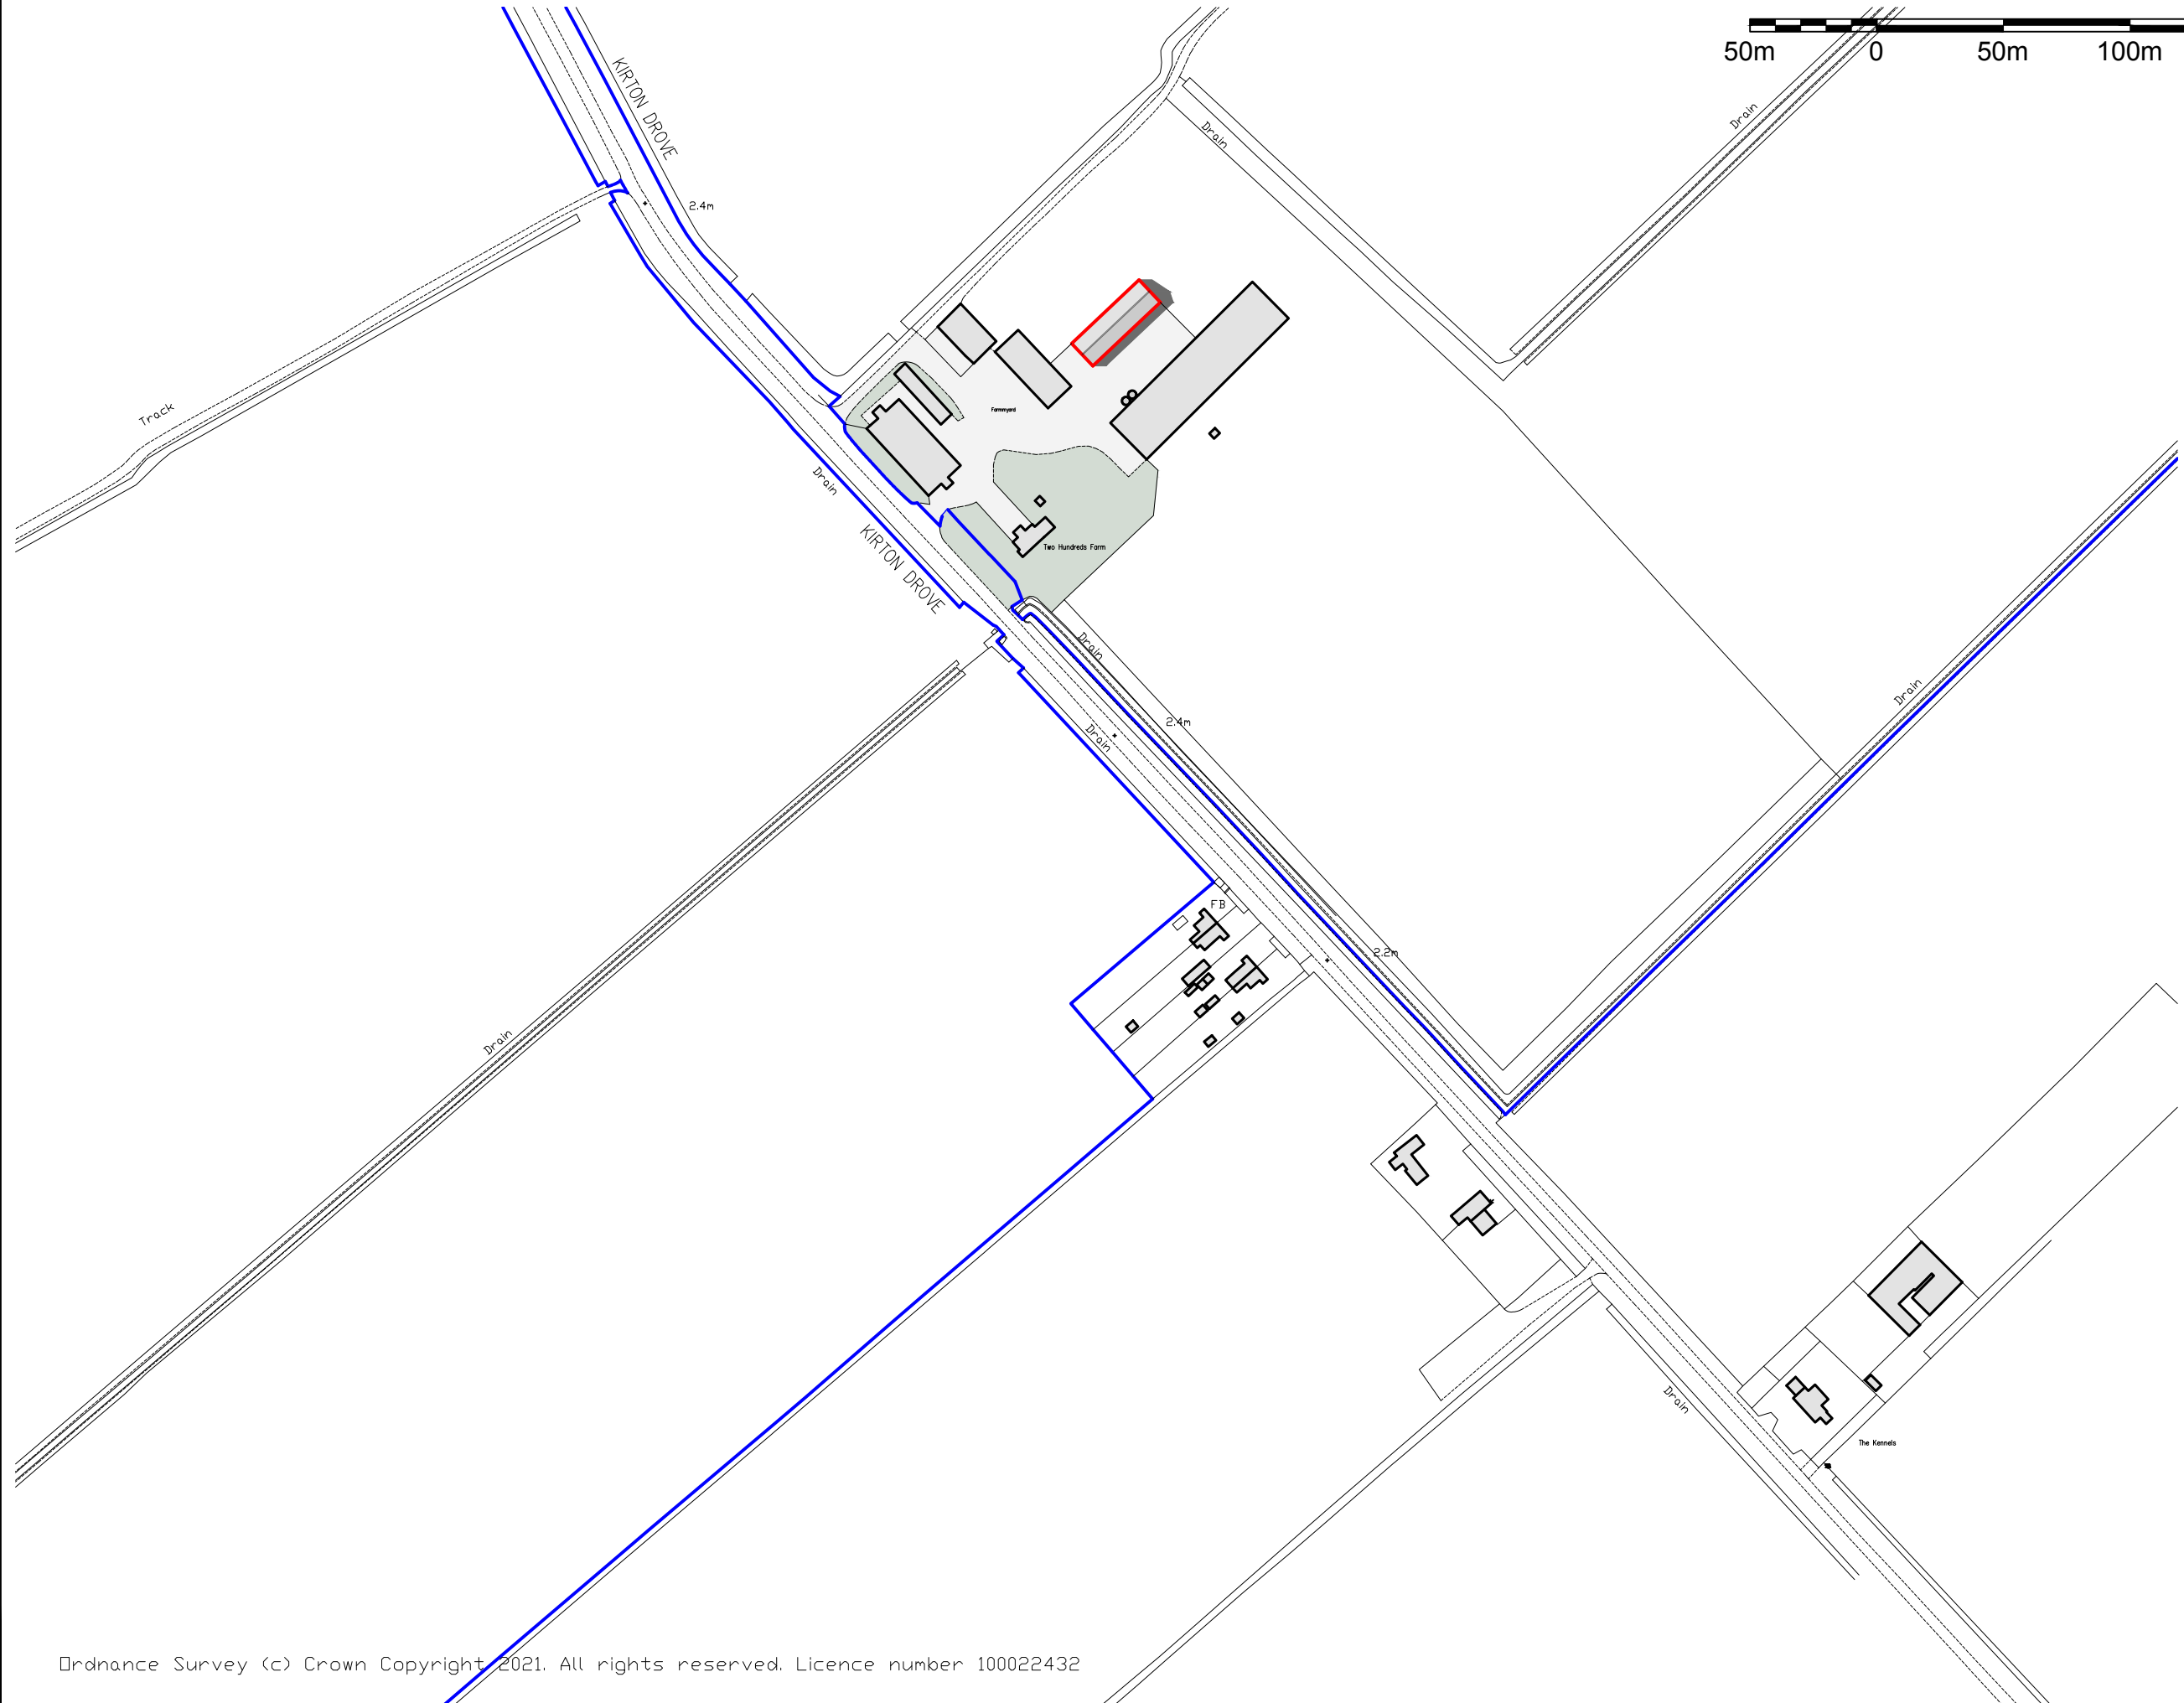 50m 0 50m 100m
KIRTON DROVE
Drain
Drain
2.4m
Track
Farmyard
Drain
KIRTON DROVE
Two Hundreds Farm
Drain
2.4m
Drain
Drain
FB
2.2m
Drain
Drain
The Kennels
Ordnance Survey (c) Crown Copyright 2021. All rights reserved. Licence number 100022432